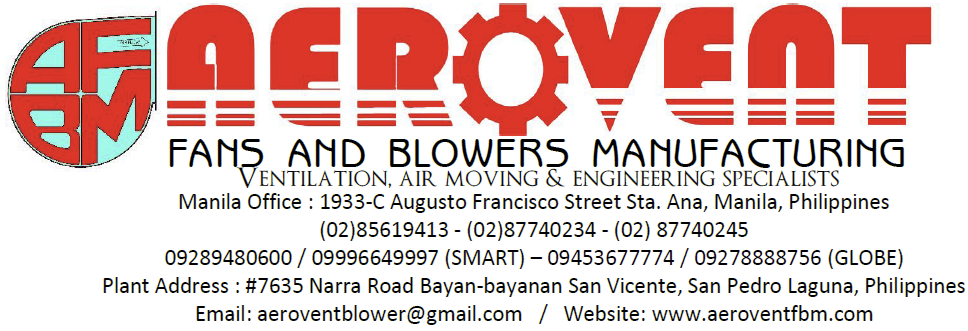 AFBM
AEROVENT
FANS AND BLOWERS MANUFACTURING
VENTILATION, AIR MOVING & ENGINEERING SPECIALISTS
Manila Office : 1933-C Augusto Francisco Street Sta. Ana, Manila, Philippines
(02)85619413 - (02)87740234 - (02) 87740245
09289480600 / 09996649997 (SMART) – 09453677774 / 09278888756 (GLOBE)
Plant Address : #7635 Narra Road Bayan-bayanan San Vicente, San Pedro Laguna, Philippines
Email: aeroventblower@gmail.com / Website: www.aeroventfbm.com